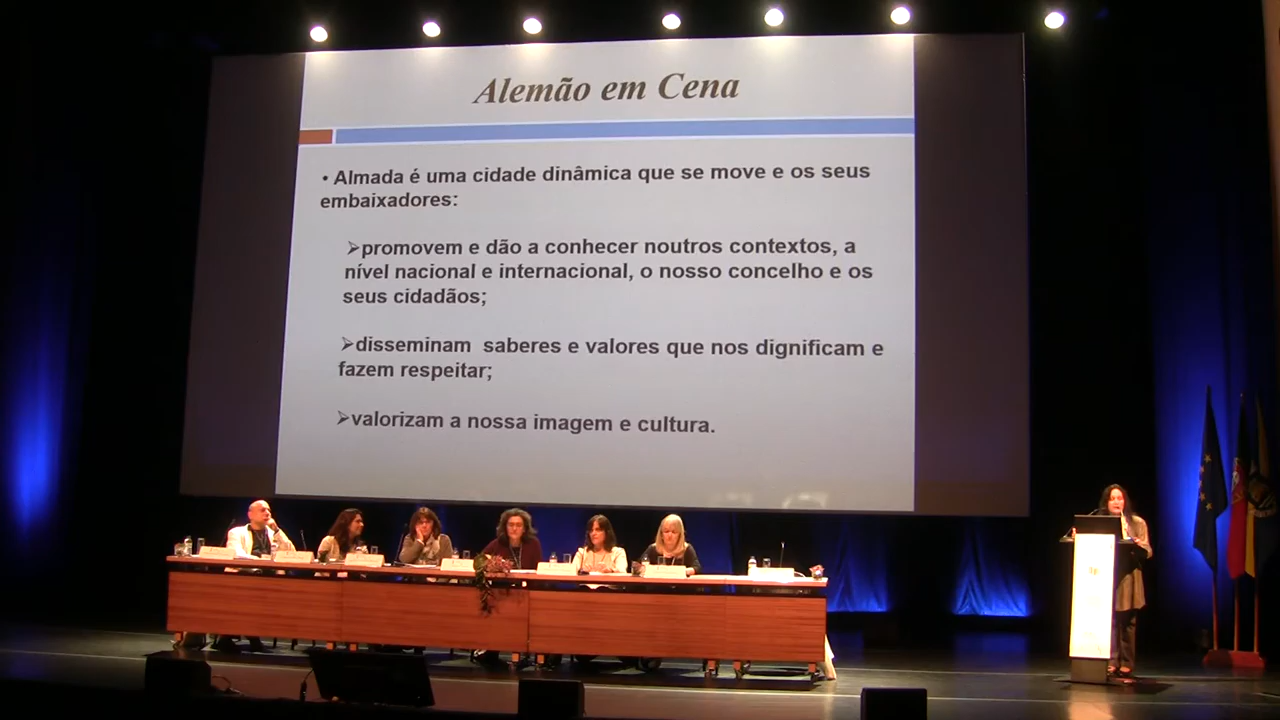 Alemão em Cena
• Almada é uma cidade dinâmica que se move e os seus
embaixadores:
➢promovem e dão a conhecer noutros contextos, a
nível nacional e internacional, o nosso concelho e os
seus cidadãos;
➢disseminam saberes e valores que nos dignificam e
fazem respeitar;
➢valorizam a nossa imagem e cultura.